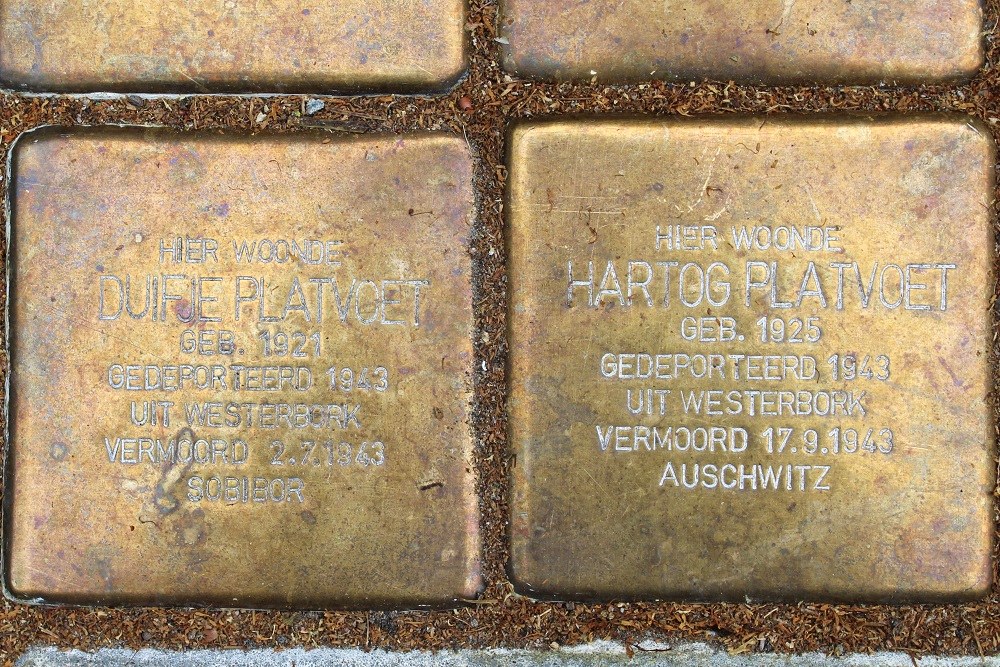 HIER WOONDE
DUIFJE PLATVOET
GEB. 1921
GEDEPORTEERD 1943
UIT WESTERBORK
VERMOORD 2.7.1943
SOBIBOR
HIER WOONDE
HARTOG PLATVOET
GEB. 1925
GEDEPORTEERD 1943
UIT WESTERBORK
VERMOORD 17.9.1943
AUSCHWITZ